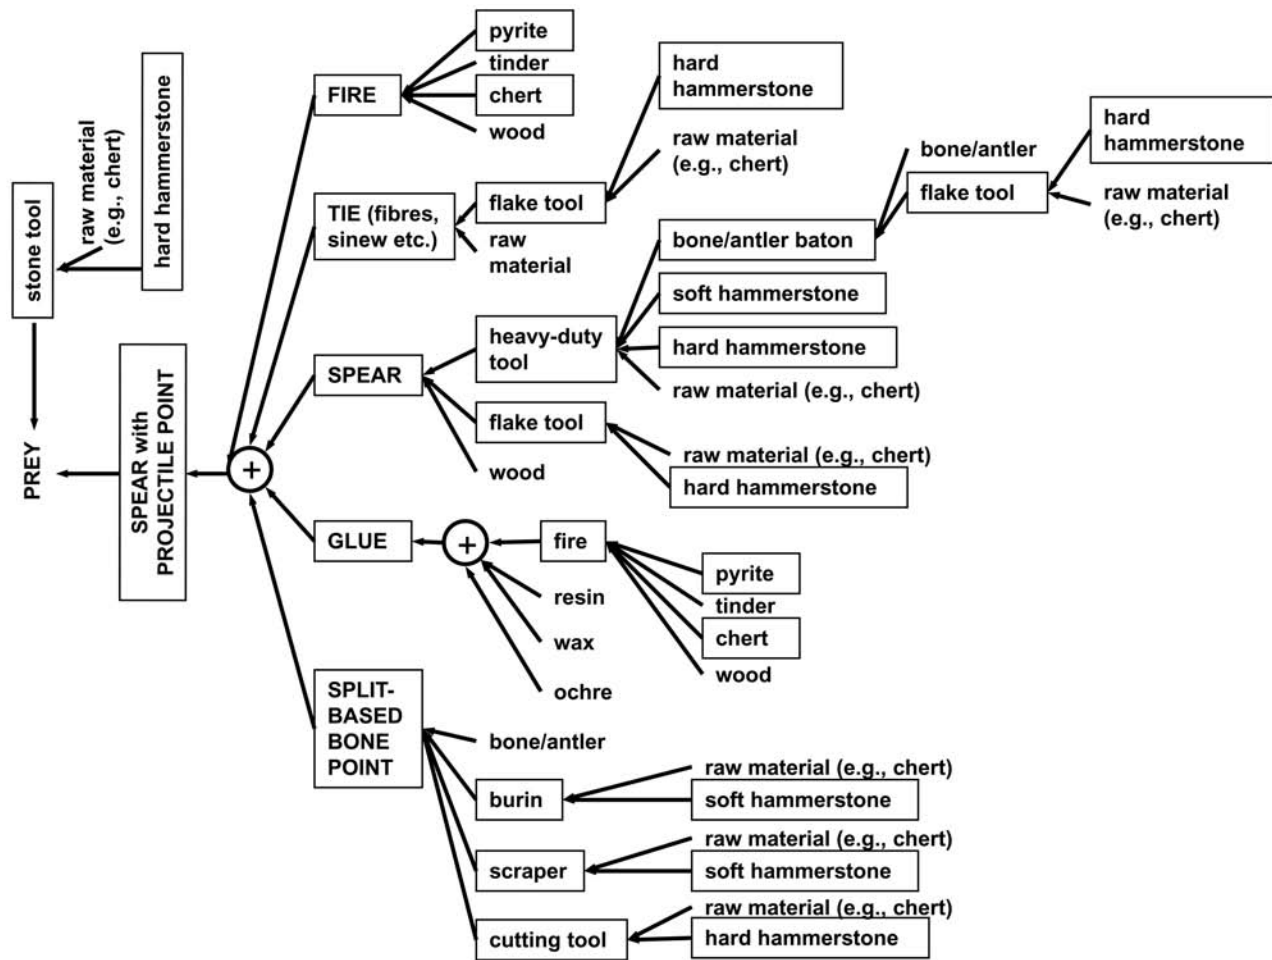 stone tool
raw material
(e.g., chert)
hard hammerstone
PREY
SPEAR with
PROJECTILE POINT
+
FIRE
pyrite
tinder
chert
wood
TIE (fibres,
sinew etc.)
flake tool
raw
material
hard
hammerstone
raw material
(e.g., chert)
SPEAR
heavy-duty
tool
bone/antler baton
bone/antler
flake tool
hard
hammerstone
raw material
(e.g., chert)
soft hammerstone
hard hammerstone
raw material (e.g., chert)
flake tool
raw material (e.g., chert)
hard hammerstone
wood
GLUE
+
fire
pyrite
tinder
chert
wood
resin
wax
ochre
SPLIT-
BASED
BONE
POINT
bone/antler
burin
raw material (e.g., chert)
soft hammerstone
scraper
raw material (e.g., chert)
soft hammerstone
cutting tool
raw material (e.g., chert)
hard hammerstone